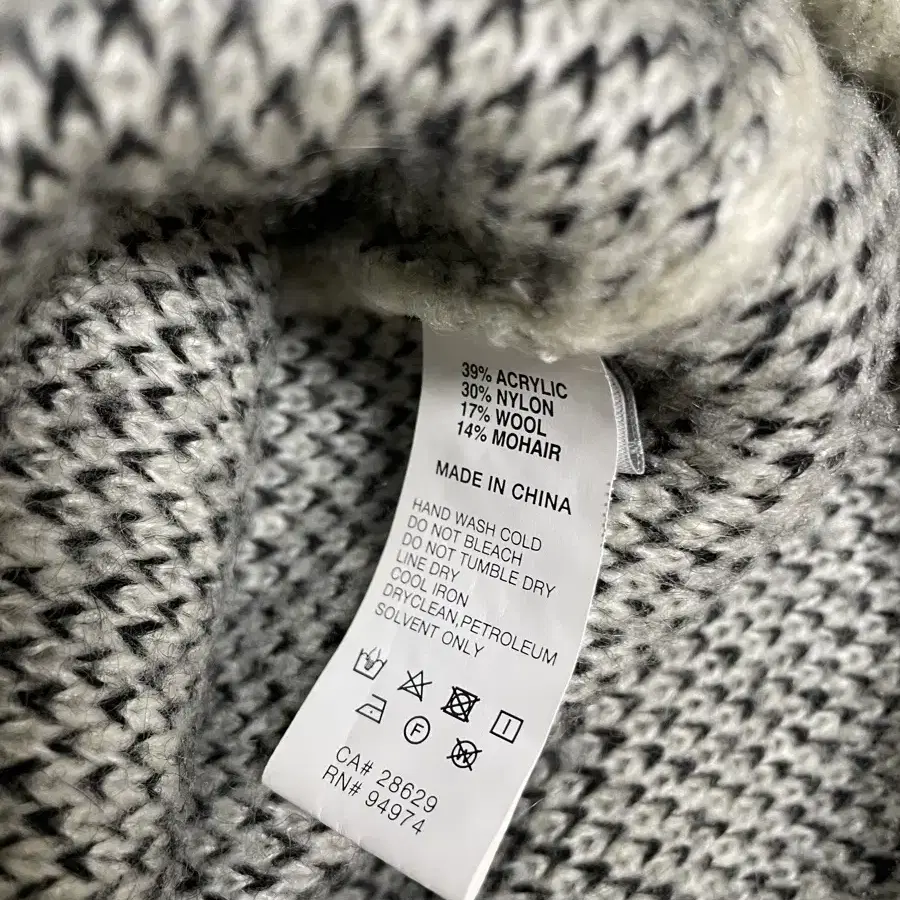 39% ACRYLIC
30% NYLON
17% WOOL
14% MOHAIR
MADE IN CHINA
HAND WASH COLD
DO NOT BLEACH
DO NOT TUMBLE DRY
LINE DRY
COOL IRON
DRYCLEAN,PETROLEUM
SOLVENT ONLY
F
CA# 28629
RN# 94974